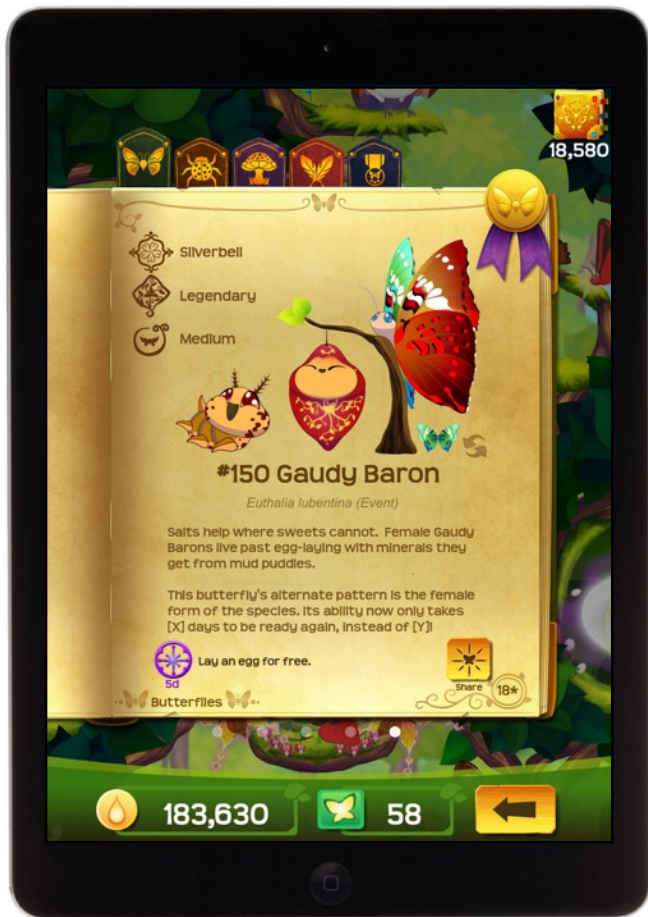 18,580
Silverbell
Legendary
Medium
#150 Gaudy Baron
Euthalia lubentina (Event)
Salts help where sweets cannot. Female Gaudy
Barons live past egg-laying with minerals they
get from mud puddles.
This butterfly's alternate pattern is the female
form of the species. Its ability now only takes
[X] days to be ready again, instead of [Y]!
Lay an egg for free.
5d
Share
18*
Butterflies
183,630
58